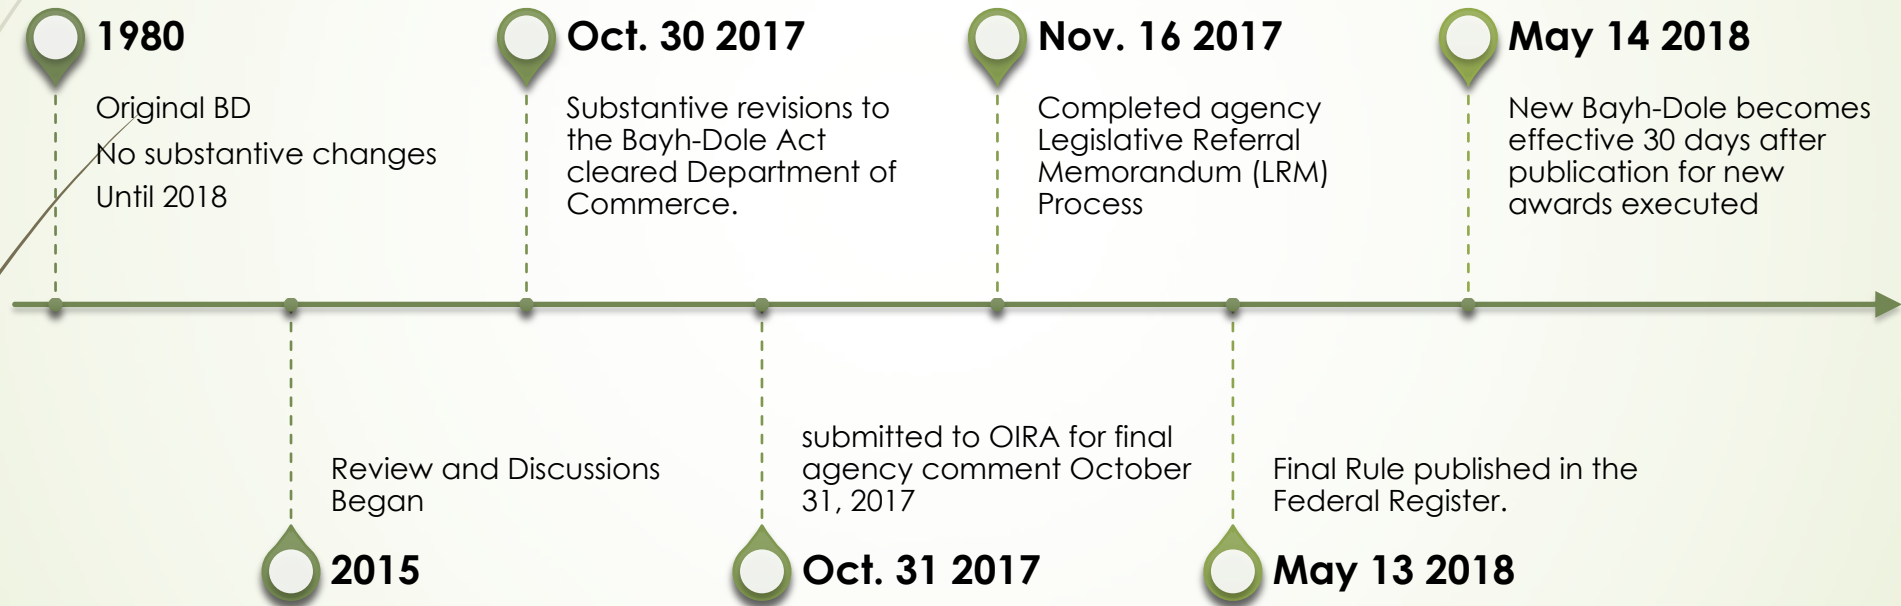 1980
Original BD
No substantive changes
Until 2018
Review and Discussions
Began
2015
Oct. 30 2017
Substantive revisions to
the Bayh-Dole Act
cleared Department of
Commerce.
submitted to OIRA for final
agency comment October
31, 2017
Oct. 31 2017
Nov. 16 2017
Completed agency
Legislative Referral
Memorandum (LRM)
Process
Final Rule published in the
Federal Register.
May 13 2018
May 14 2018
New Bayh-Dole becomes
effective 30 days after
publication for new
awards executed